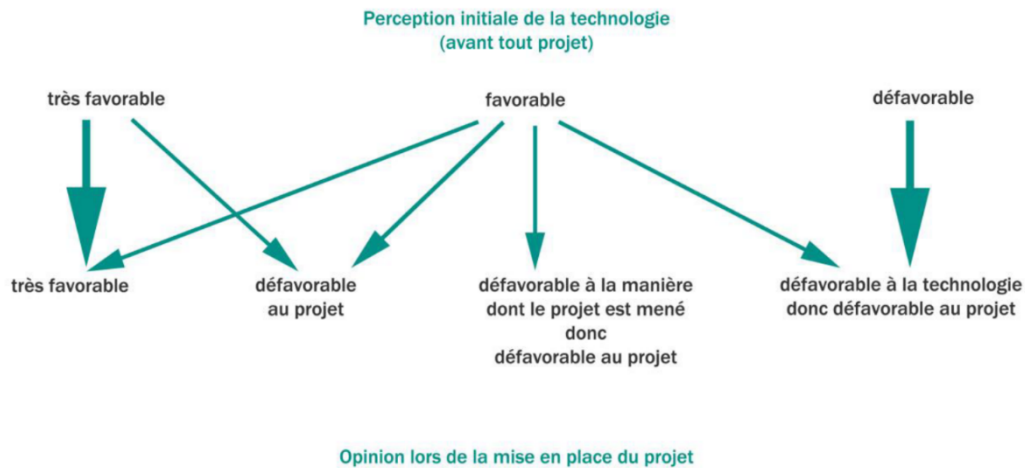 Perception initiale de la technologie
(avant tout projet)
très favorable
favorable
défavorable
très favorable
défavorable
au projet
défavorable à la manière
dont le projet est mené
donc
défavorable au projet
défavorable à la technologie
donc défavorable au projet
Opinion lors de la mise en place du projet